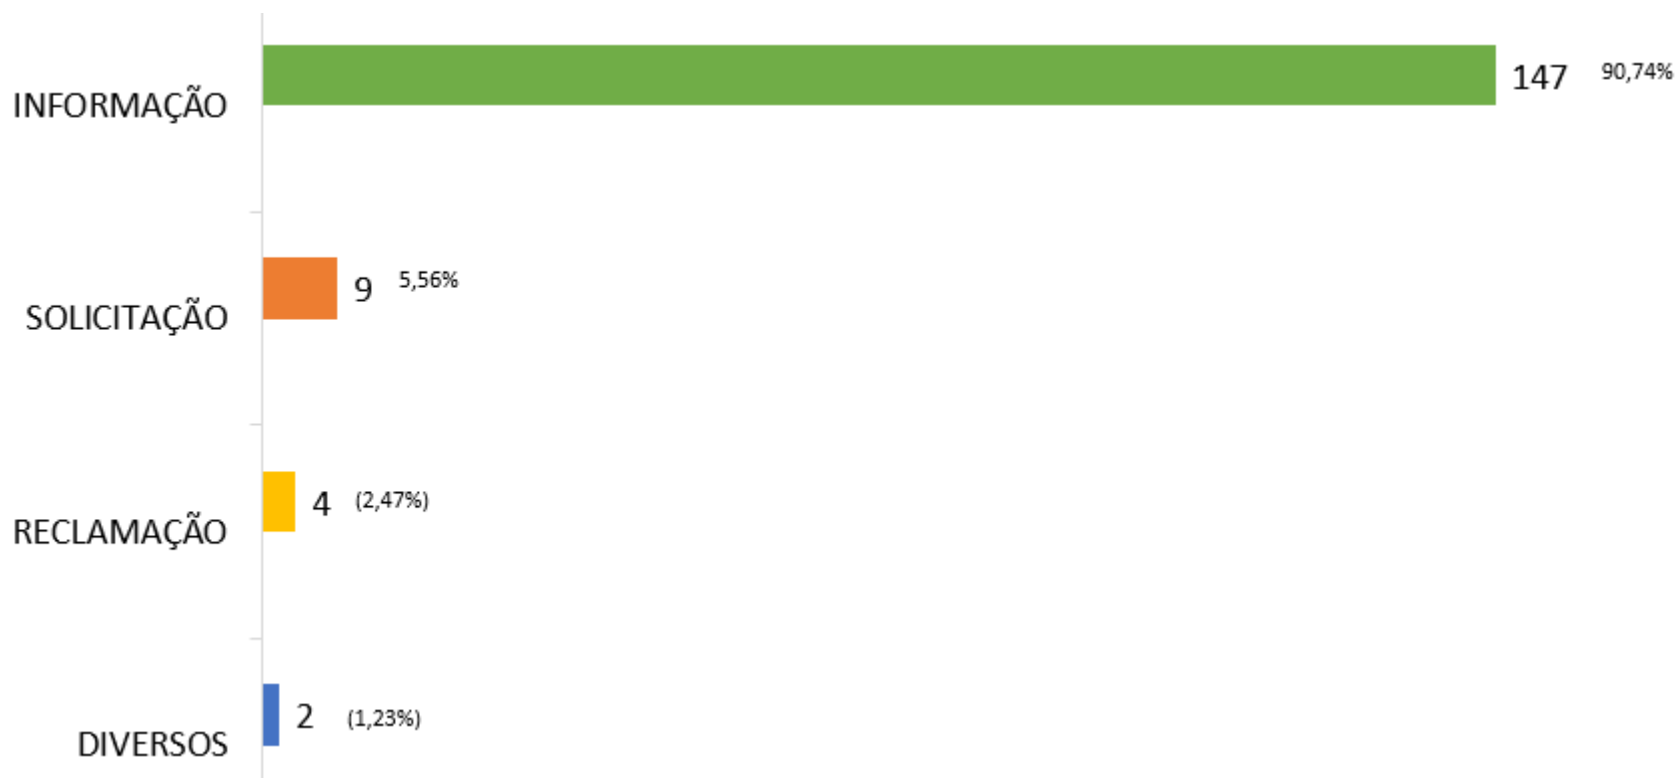 INFORMAÇÃO 147 90,74%
SOLICITAÇÃO 9 5,56%
RECLAMAÇÃO 4 (2,47%)
DIVERSOS 2 (1,23%)